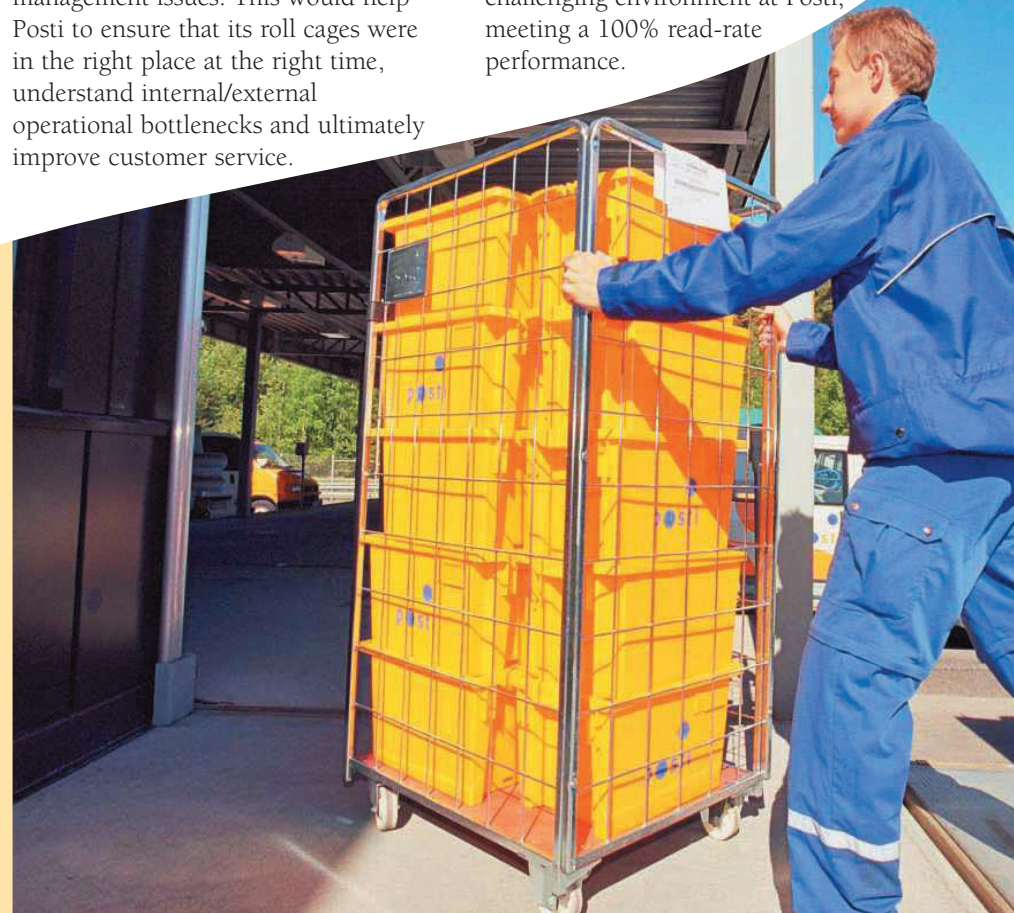 management issues. This would help
Posti to ensure that its roll cages were
in the right place at the right time,
understand internal/external
operational bottlenecks and ultimately
improve customer service.
challenging environment at Posti,
meeting a 100% read-rate
performance.
posti
posti
posti
posti